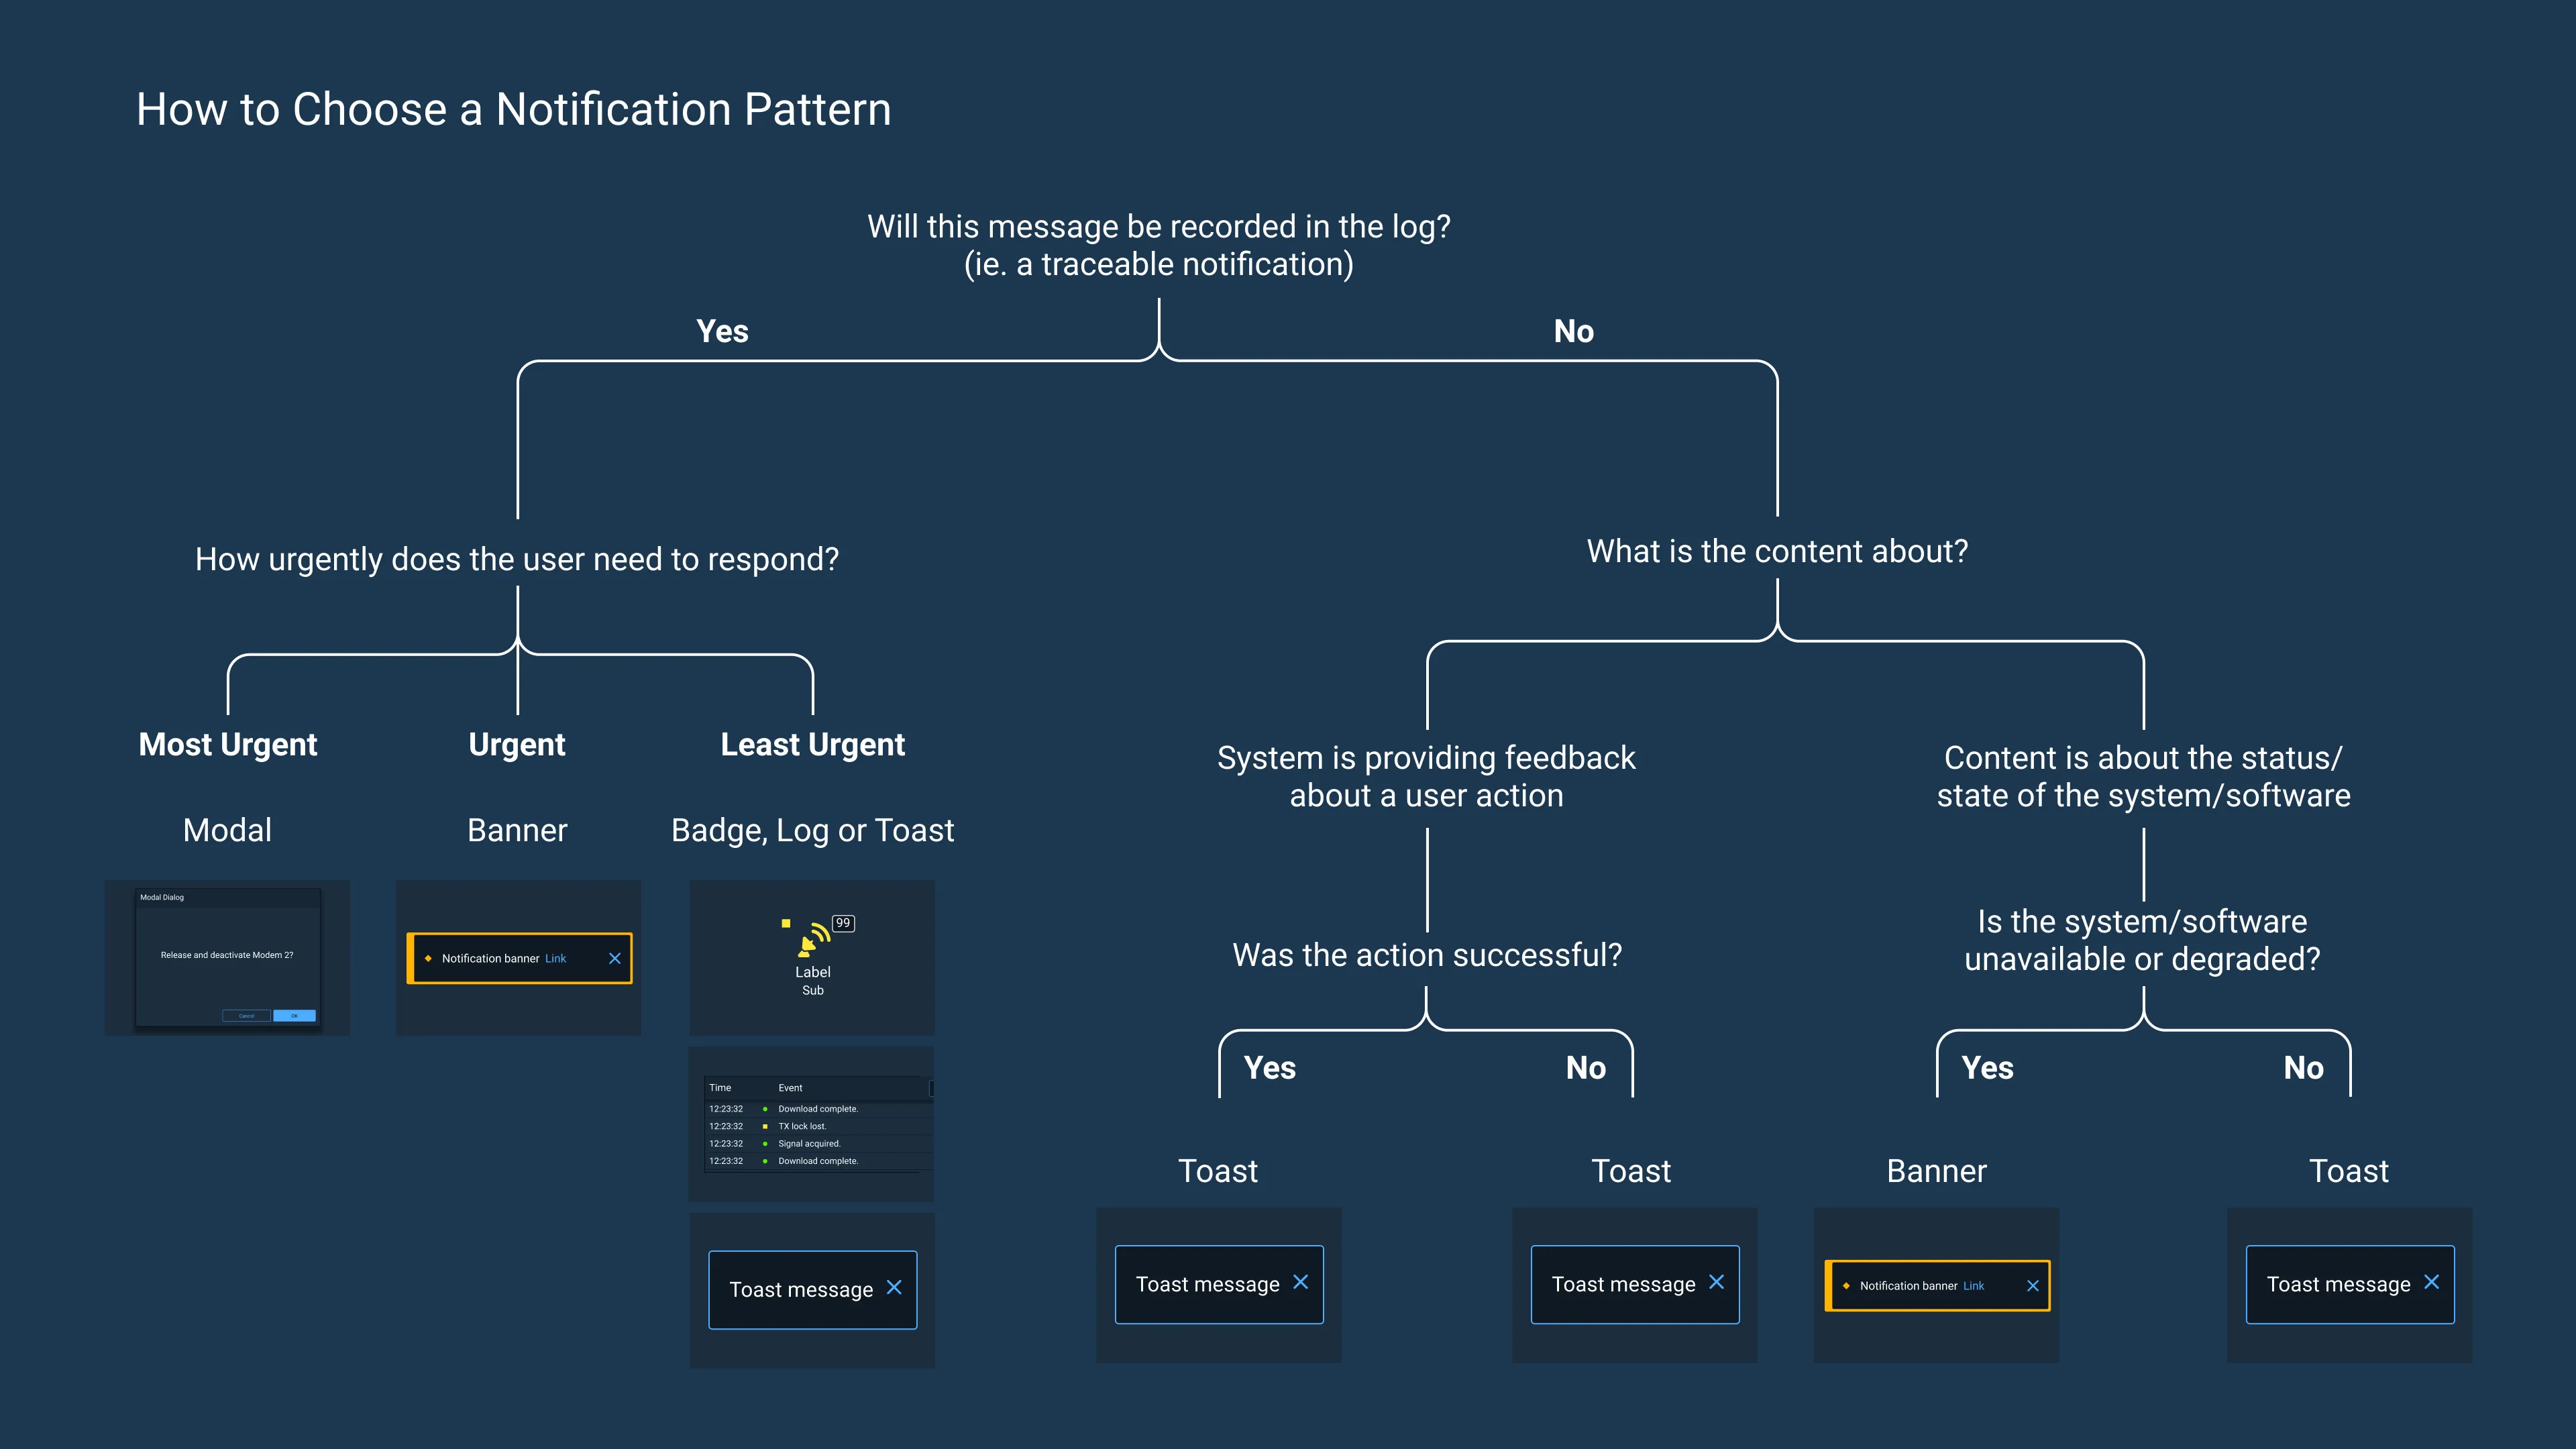 How to Choose a Notification Pattern
Will this message be recorded in the log?
(ie. a traceable notification)
Yes
No
How urgently does the user need to respond?
What is the content about?
Most Urgent
Urgent
Least Urgent
Modal
Banner
Badge, Log or Toast
Modal Dialog
Release and deactivate Modem 2?
Cancel
OK
Notification banner Link
99
Label
Sub
Time Event
12:23:32 Download complete.
12:23:32 TX lock lost.
12:23:32 Signal acquired.
12:23:32 Download complete.
Toast message
System is providing feedback
about a user action
Was the action successful?
Yes
No
Toast
Toast message
Toast
Toast message
Content is about the status/
state of the system/software
Is the system/software
unavailable or degraded?
Yes
No
Banner
Notification banner Link
Toast
Toast message